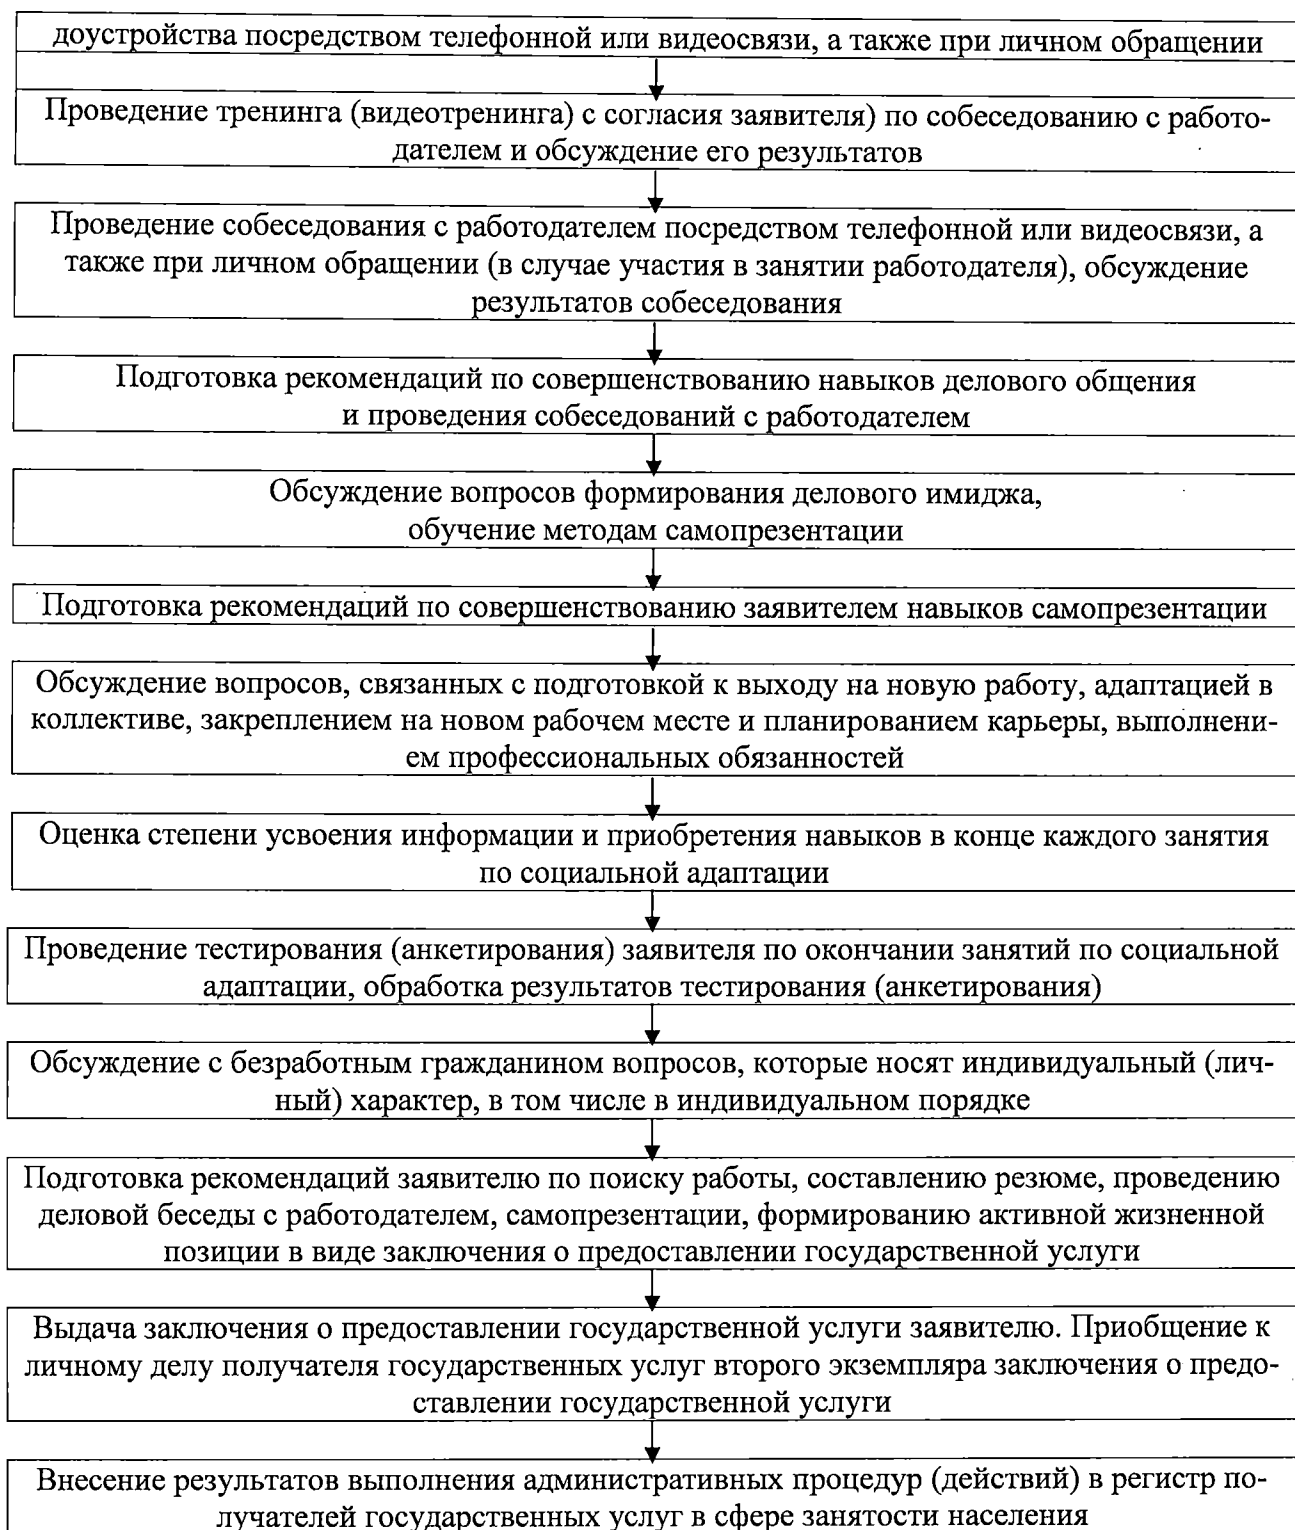 доустройства посредством телефонной или видеосвязи, а также при личном обращении
Проведение тренинга (видеотренинга) с согласия заявителя) по собеседованию с работо-
дателем и обсуждение его результатов
Проведение собеседования с работодателем посредством телефонной или видеосвязи, а
также при личном обращении (в случае участия в занятии работодателя), обсуждение
результатов собеседования
Подготовка рекомендаций по совершенствованию навыков делового общения
и проведения собеседований с работодателем
Обсуждение вопросов формирования делового имиджа,
обучение методам самопрезентации
Подготовка рекомендаций по совершенствованию заявителем навыков самопрезентации
Обсуждение вопросов, связанных с подготовкой к выходу на новую работу, адаптацией в
коллективе, закреплением на новом рабочем месте и планированием карьеры, выполнени-
ем профессиональных обязанностей
Оценка степени усвоения информации и приобретения навыков в конце каждого занятия
по социальной адаптации
Проведение тестирования (анкетирования) заявителя по окончании занятий по социальной
адаптации, обработка результатов тестирования (анкетирования)
Обсуждение с безработным гражданином вопросов, которые носят индивидуальный (лич-
ный) характер, в том числе в индивидуальном порядке
Подготовка рекомендаций заявителю по поиску работы, составлению резюме, проведению
деловой беседы с работодателем, самопрезентации, формированию активной жизненной
позиции в виде заключения о предоставлении государственной услуги
Выдача заключения о предоставлении государственной услуги заявителю. Приобщение к
личному делу получателя государственных услуг второго экземпляра заключения о предо-
ставлении государственной услуги
Внесение результатов выполнения административных процедур (действий) в регистр по-
лучателей государственных услуг в сфере занятости населения